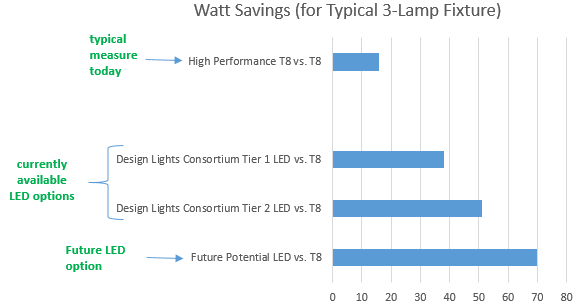 Watt Savings (for Typical 3-Lamp Fixture)
typical
measure
today
High Performance T8 vs. T8
currently
available
LED options
Design Lights Consortium Tier 1 LED vs. T8
Design Lights Consortium Tier 2 LED vs. T8
Future LED
option
Future Potential LED vs. T8
0 10 20 30 40 50 60 70 80